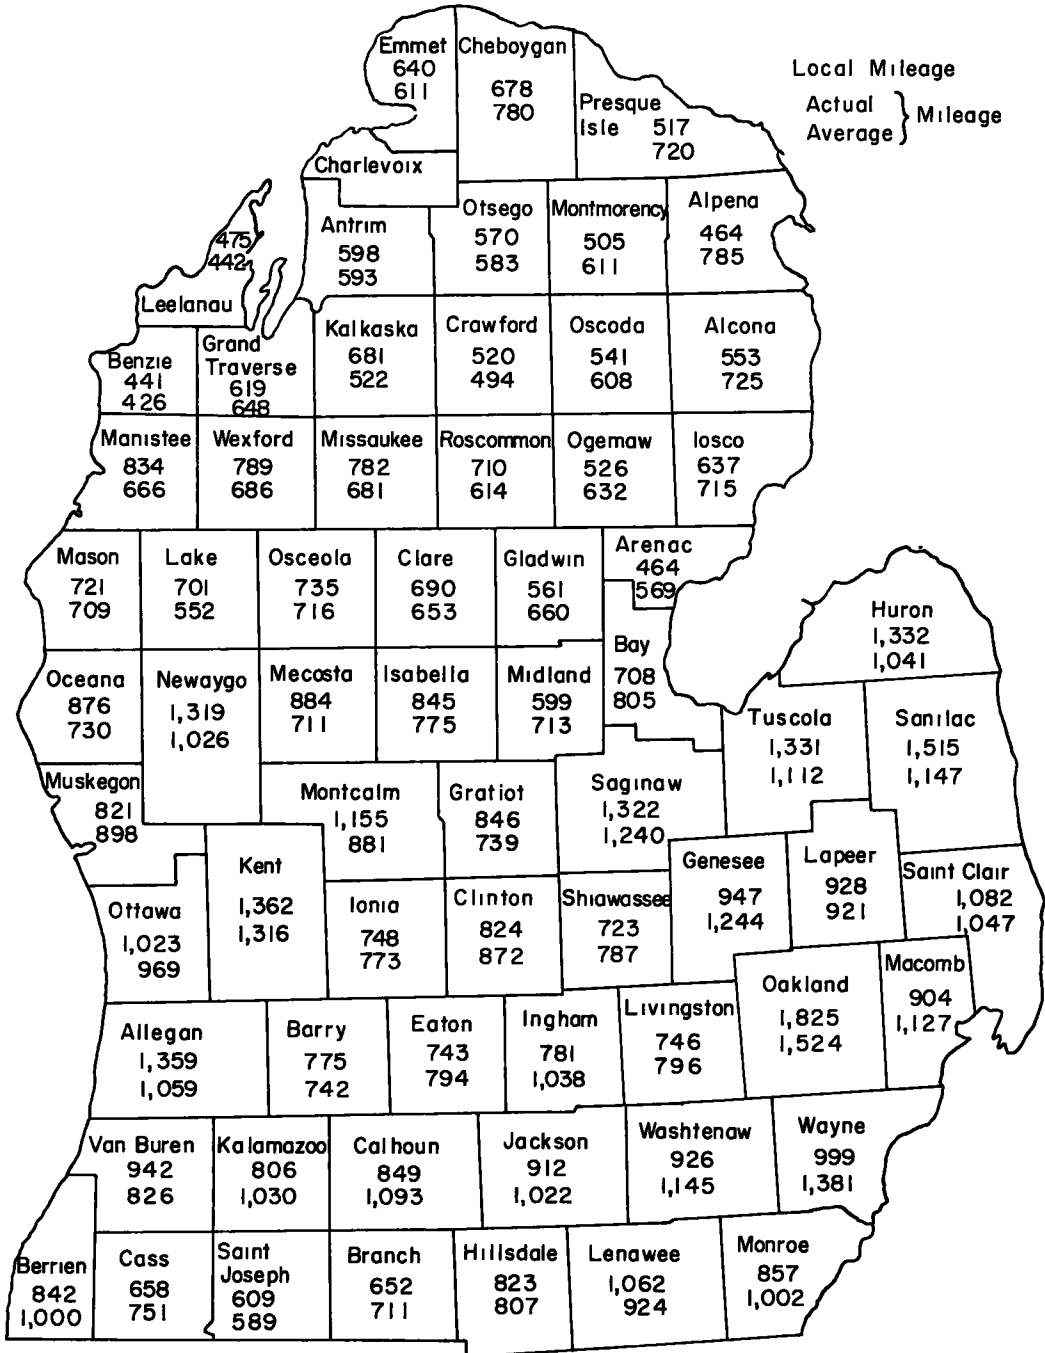 Local Mileage
Actual
Average } Mileage
Emmet
640
611
Cheboygan
678
780
Presque
Isle 517
720
Charlevoix
Antrim
598
593
Otsego
570
583
Montmorency
505
611
Alpena
464
785
475
442
Leelanau
Benzie
441
426
Grand
Traverse
619
648
Kalkaska
681
522
Crawford
520
494
Oscoda
541
608
Alcona
553
725
Manistee
834
666
Wexford
789
686
Missaukee
782
681
Roscommon
710
614
Ogemaw
526
632
Iosco
637
715
Mason
721
709
Lake
701
552
Osceola
735
716
Clare
690
653
Gladwin
561
660
Arenac
464
569
Huron
1,332
1,041
Oceana
876
730
Newaygo
1,319
1,026
Mecosta
884
711
Isabella
845
775
Midland
599
713
Bay
708
805
Tuscola
1,331
1,112
Sanilac
1,515
1,147
Muskegon
821
898
Montcalm
1,155
881
Gratiot
846
739
Saginaw
1,322
1,240
Kent
1,362
1,316
Genesee
947
1,244
Lapeer
928
921
Saint Clair
1,082
1,047
Ottawa
1,023
969
Ionia
748
773
Clinton
824
872
Shiawassee
723
787
Allegan
1,359
1,059
Barry
775
742
Eaton
743
794
Ingham
781
1,038
Livingston
746
796
Oakland
1,825
1,524
Macomb
904
1,127
Van Buren
942
826
Kalamazoo
806
1,030
Calhoun
849
1,093
Jackson
912
1,022
Washtenaw
926
1,145
Wayne
999
1,381
Berrien
842
1,000
Cass
658
751
Saint
Joseph
609
589
Branch
652
711
Hillsdale
823
807
Lenawee
1,062
924
Monroe
857
1,002